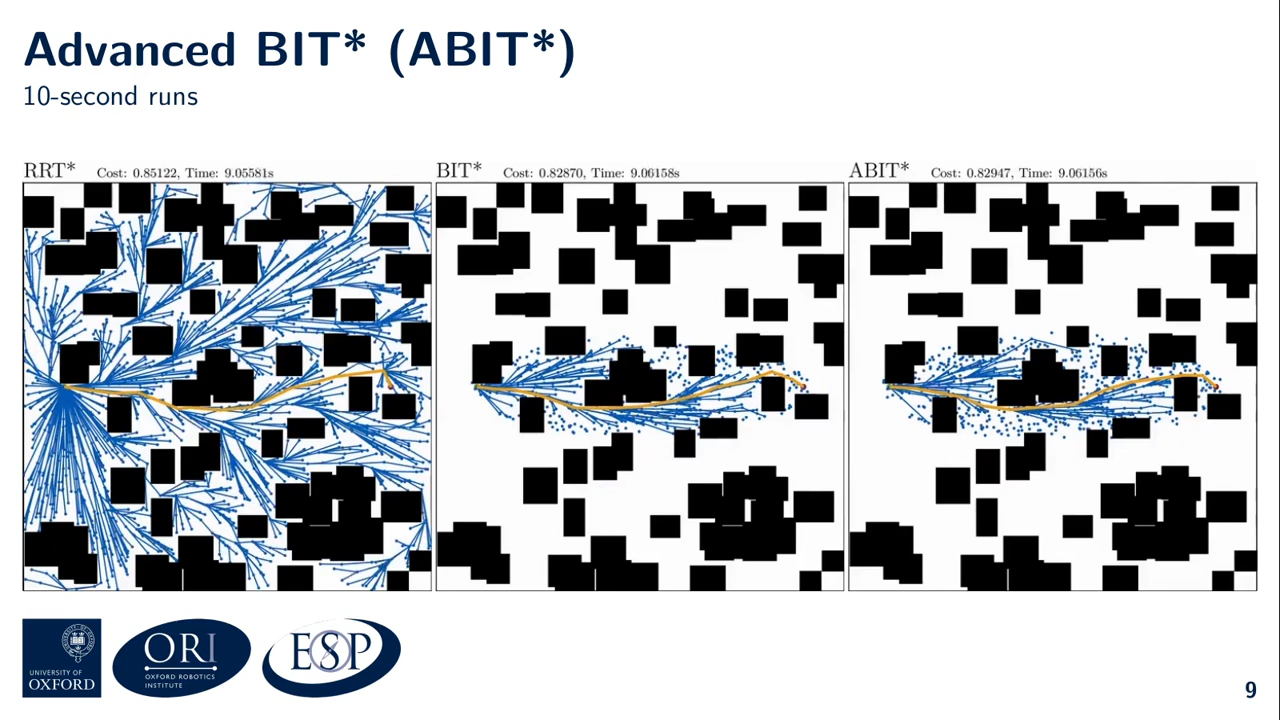 Advanced BIT* (ABIT*)
10-second runs
RRT* Cost: 0.85122, Time: 9.05581s
BIT* Cost: 0.82870, Time: 9.06158s
ABIT* Cost: 0.82947, Time: 9.06156s
UNIVERSITY OF
OXFORD
ORI
OXFORD ROBOTICS
INSTITUTE
ESP
9